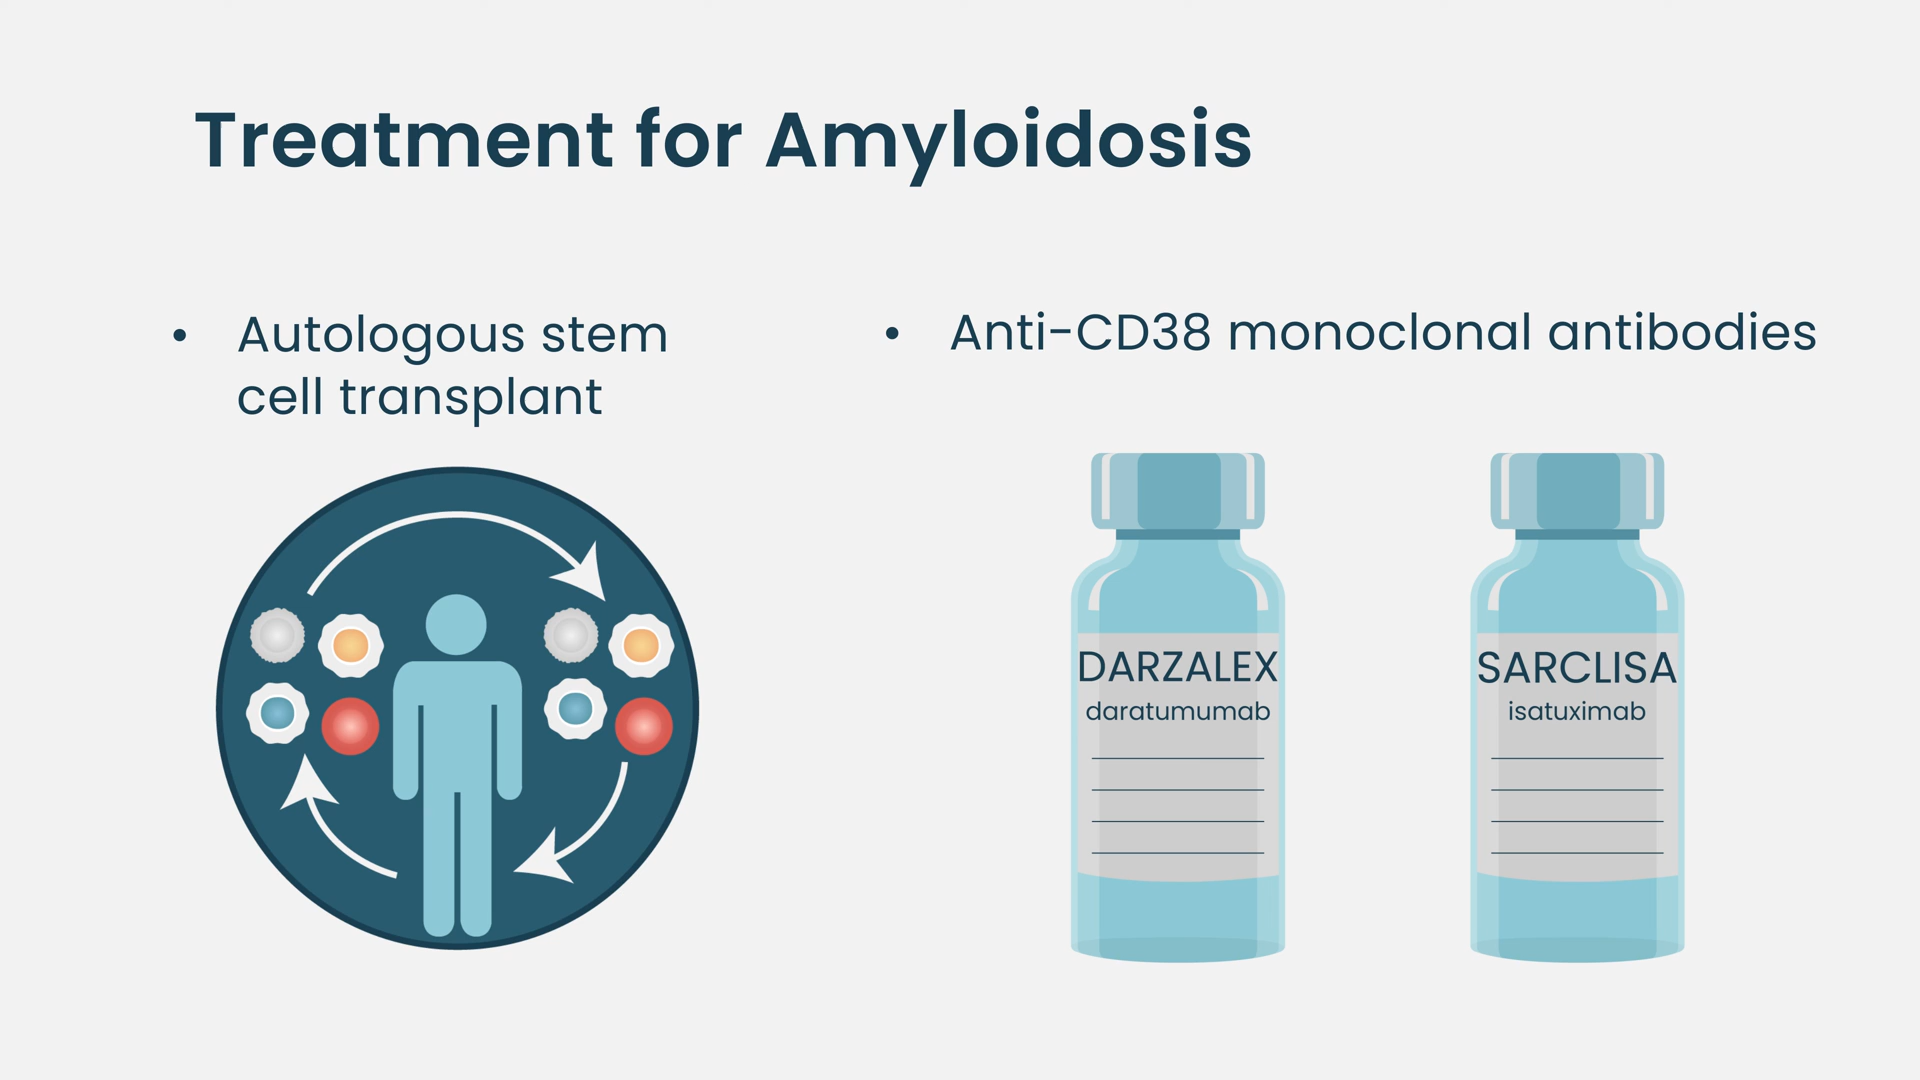 Treatment for Amyloidosis
• Autologous stem
cell transplant
• Anti-CD38 monoclonal antibodies
DARZALEX
daratumumab
SARCLISA
isatuximab